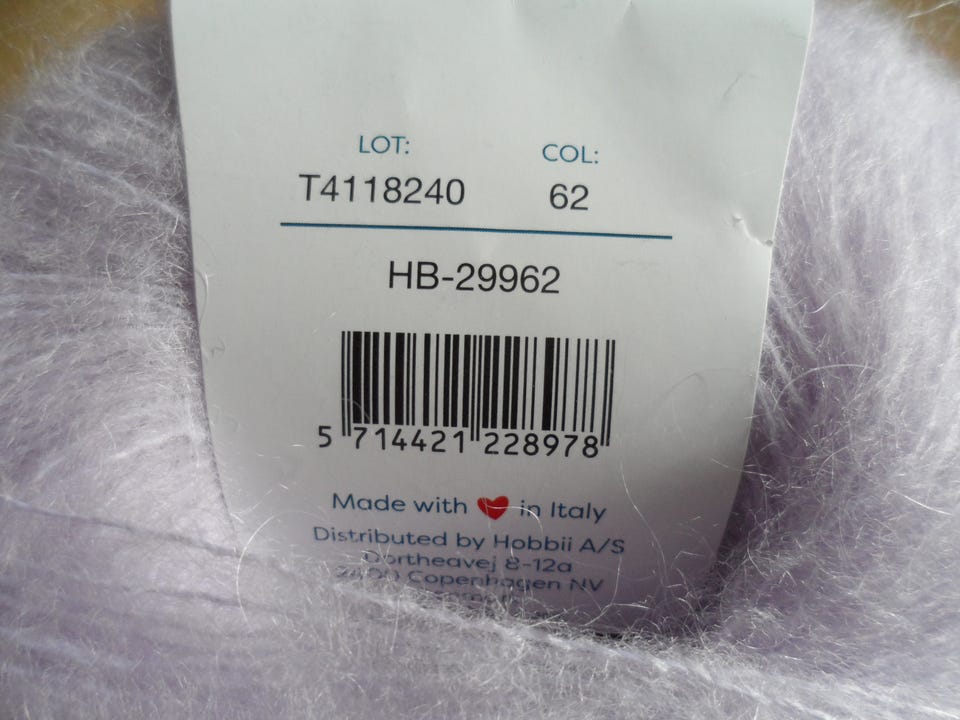 LOT: COL:
T4118240 62
HB-29962
5 714421 228978
Made with ❤ in Italy
Distributed by Hobbii A/S
Dortheavej 8-12a
2400 Copenhagen NV